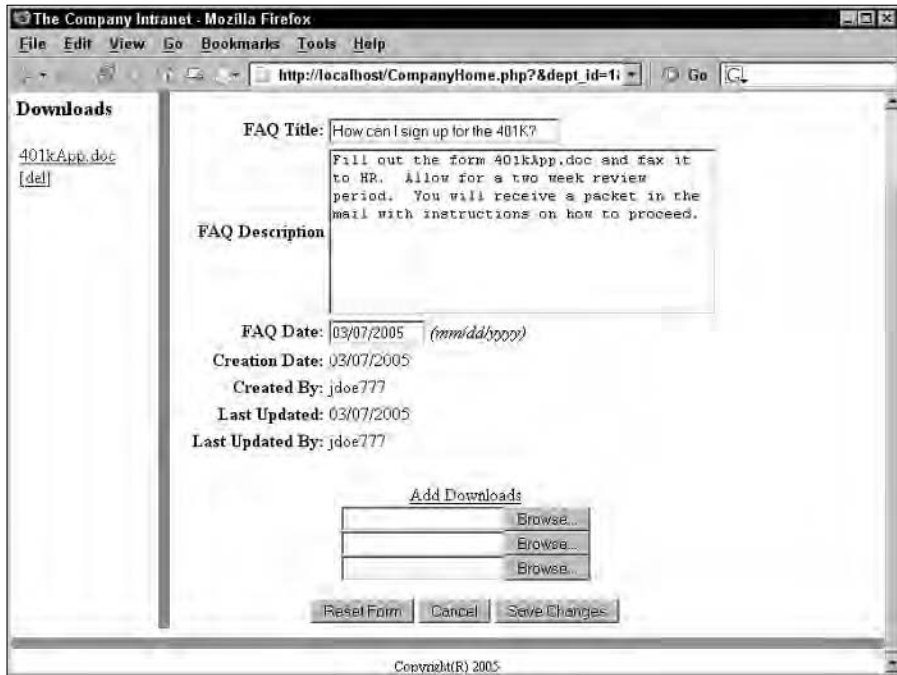 The Company Intranet - Mozilla Firefox
File Edit View Go Bookmarks Tools Help
http://localhost/CompanyHome.php?&dept_id=1 Go
Downloads
401kApp.doc
[del]
FAQ Title: How can I sign up for the 401K?
FAQ Description
Fill out the form 401kApp.doc and fax it
to HR. Allow for a two week review
period. You will receive a packet in the
mail with instructions on how to proceed.
FAQ Date: 03/07/2005 (mm/dd/yyyy)
Creation Date: 03/07/2005
Created By: jdoe777
Last Updated: 03/07/2005
Last Updated By: jdoe777
Add Downloads
Browse...
Browse...
Browse...
Reset Form Cancel Save Changes
Copyright(R) 2005